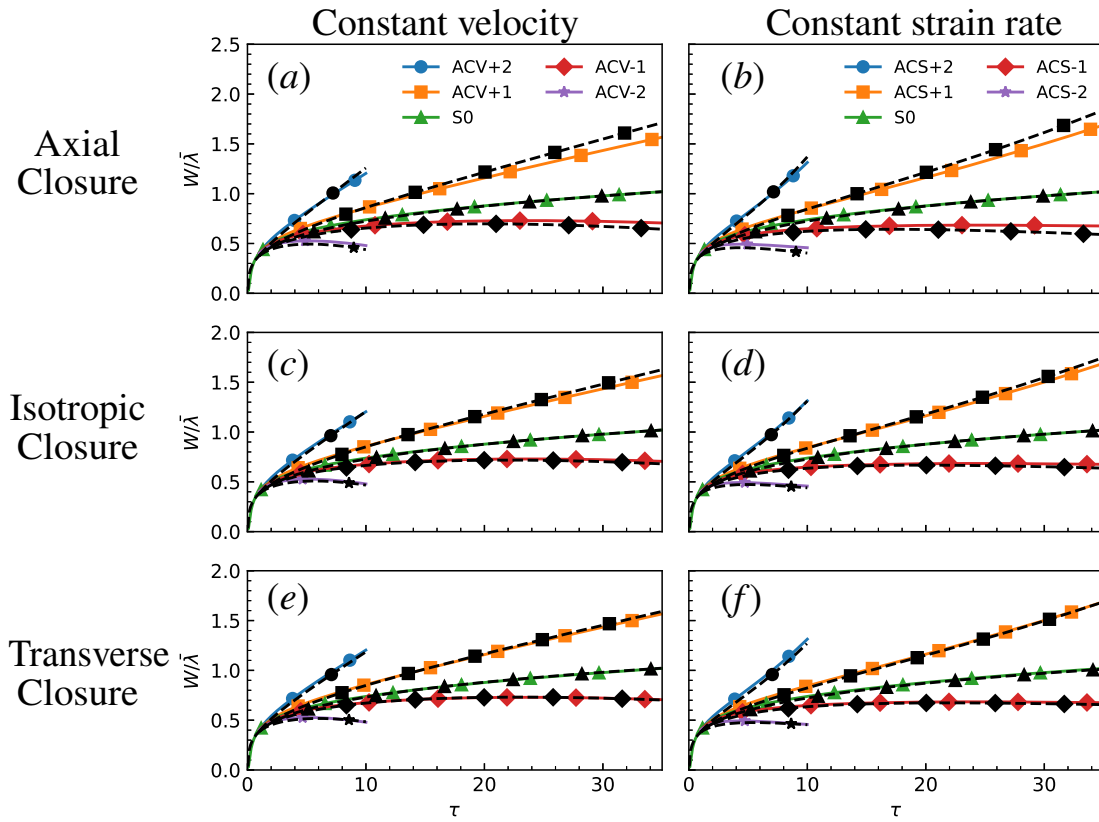 Constant velocity Constant strain rate
Axial
Closure
W/λ̄
2.5
2.0
1.5
1.0
0.5
0.0
(a)
ACV+2
ACV+1
S0
ACV-1
ACV-2
(b)
ACS+2
ACS+1
S0
ACS-1
ACS-2
Isotropic
Closure
W/λ̄
2.0
1.5
1.0
0.5
0.0
(c)
(d)
Transverse
Closure
W/λ̄
2.0
1.5
1.0
0.5
0.0
(e)
(f)
0 10 20 30
τ
0 10 20 30
τ